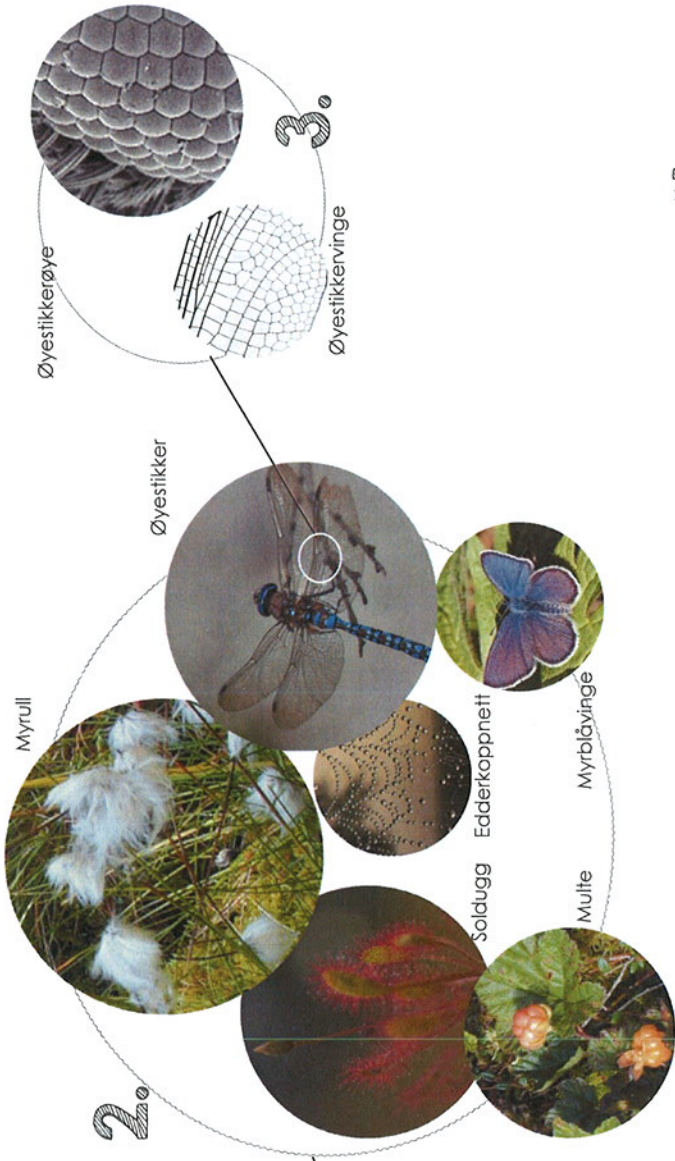 2.
Myrull
Øyestikker
Soldugg
Edderkoppnett
Multe
Myrblåvinge
Øyestikkerøye
Øyestikkervinge
3.